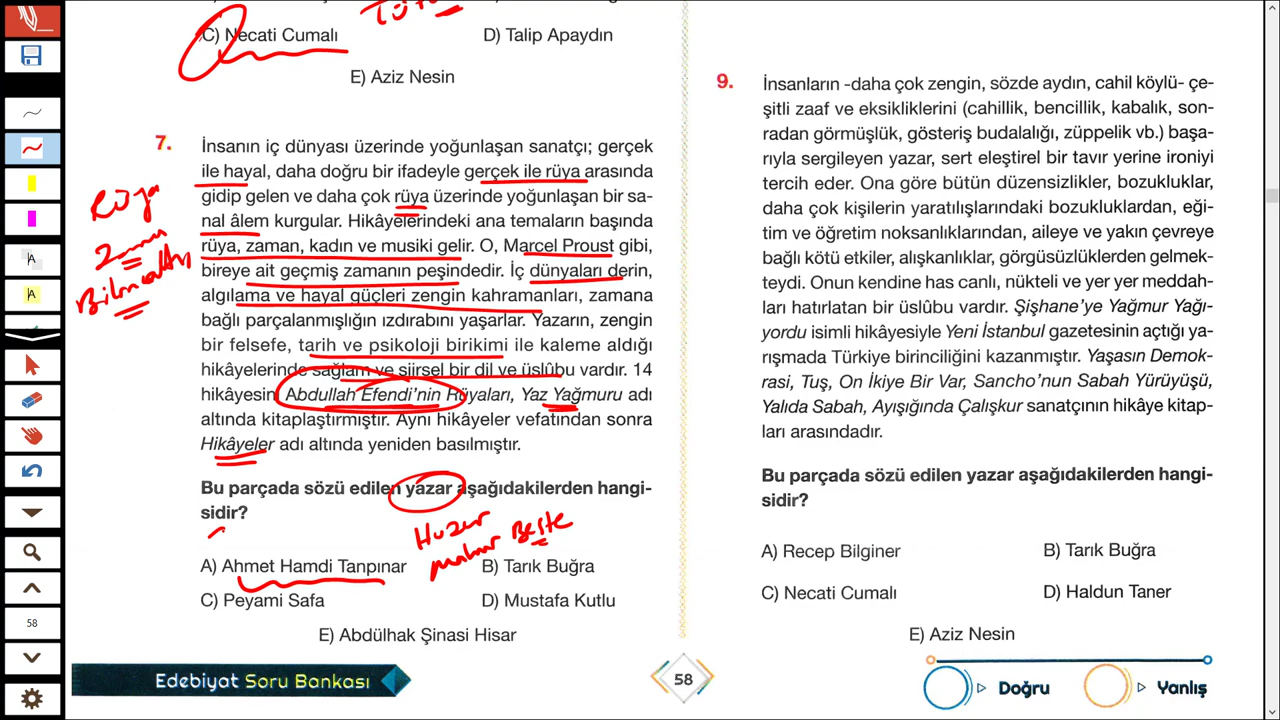 C) Necati Cumalı
D) Talip Apaydın
E) Aziz Nesin
7. İnsanın iç dünyası üzerinde yoğunlaşan sanatçı; gerçek
ile hayal, daha doğru bir ifadeyle gerçek ile rüya arasında
gidip gelen ve daha çok rüya üzerinde yoğunlaşan bir sa-
nal âlem kurgular. Hikâyelerindeki ana temaların başında
rüya, zaman, kadın ve musiki gelir. O, Marcel Proust gibi,
bireye ait geçmiş zamanın peşindedir. İç dünyaları derin,
algılama ve hayal güçleri zengin kahramanları, zamana
bağlı parçalanmışlığın ızdırabını yaşarlar. Yazarın, zengin
bir felsefe, tarih ve psikoloji birikimi ile kaleme aldığı
hikâyelerinde sağlam ve şiirsel bir dil ve üslûbu vardır. 14
hikâyesini Abdullah Efendi'nin Rüyaları, Yaz Yağmuru adı
altında kitaplaştırmıştır. Aynı hikâyeler vefatından sonra
Hikâyeler adı altında yeniden basılmıştır.
Rüya
Zaman
Bilinçaltı
Bu parçada sözü edilen yazar aşağıdakilerden hangi-
sidir?
Huzur
Mahur Beste
A) Ahmet Hamdi Tanpınar
B) Tarık Buğra
C) Peyami Safa
D) Mustafa Kutlu
E) Abdülhak Şinasi Hisar
9. İnsanların -daha çok zengin, sözde aydın, cahil köylü- çe-
şitli zaaf ve eksikliklerini (cahillik, bencillik, kabalık, son-
radan görmüşlük, gösteriş budalalığı, züppelik vb.) başa-
rıyla sergileyen yazar, sert eleştirel bir tavır yerine ironiyi
tercih eder. Ona göre bütün düzensizlikler, bozukluklar,
daha çok kişilerin yaratılışlarındaki bozukluklardan, eği-
tim ve öğretim noksanlıklarından, aileye ve yakın çevreye
bağlı kötü etkiler, alışkanlıklar, görgüsüzlüklerden gelmek-
teydi. Onun kendine has canlı, nükteli ve yer yer meddah-
ları hatırlatan bir üslûbu vardır. Şişhane'ye Yağmur Yağı-
yordu isimli hikâyesiyle Yeni İstanbul gazetesinin açtığı ya-
rışmada Türkiye birinciliğini kazanmıştır. Yaşasın Demok-
rasi, Tuş, On İkiye Bir Var, Sancho'nun Sabah Yürüyüşü,
Yalıda Sabah, Ayışığında Çalışkur sanatçının hikâye kitap-
ları arasındadır.
Bu parçada sözü edilen yazar aşağıdakilerden hangi-
sidir?
A) Recep Bilginer
B) Tarık Buğra
C) Necati Cumalı
D) Haldun Taner
E) Aziz Nesin
Edebiyat Soru Bankası
58
Doğru
Yanlış
A
A
58